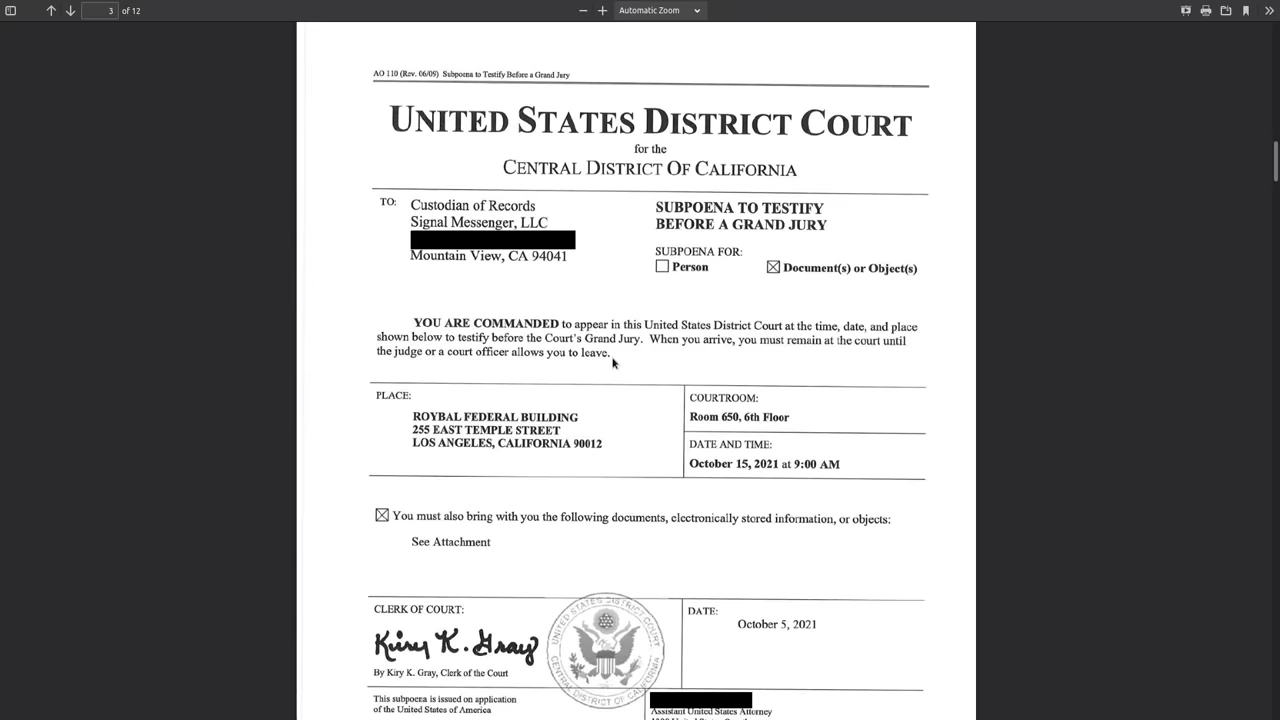 3 of 12
Automatic Zoom
AO 110 (Rev. 06/09) Subpoena to Testify Before a Grand Jury
UNITED STATES DISTRICT COURT
for the
CENTRAL DISTRICT OF CALIFORNIA
TO: Custodian of Records
Signal Messenger, LLC
Mountain View, CA 94041
SUBPOENA TO TESTIFY
BEFORE A GRAND JURY
SUBPOENA FOR:
Person
Document(s) or Object(s)
YOU ARE COMMANDED to appear in this United States District Court at the time, date, and place
shown below to testify before the Court's Grand Jury. When you arrive, you must remain at the court until
the judge or a court officer allows you to leave.
PLACE:
ROYBAL FEDERAL BUILDING
255 EAST TEMPLE STREET
LOS ANGELES, CALIFORNIA 90012
COURTROOM:
Room 650, 6th Floor
DATE AND TIME:
October 15, 2021 at 9:00 AM
You must also bring with you the following documents, electronically stored information, or objects:
See Attachment
CLERK OF COURT:
Kiry K. Gray
By Kiry K. Gray, Clerk of the Court
UNITED STATES DISTRICT COURT
CENTRAL DISTRICT OF CALIFORNIA
DATE:
October 5, 2021
This subpoena is issued on application
of the United States of America
Assistant United States Attorney